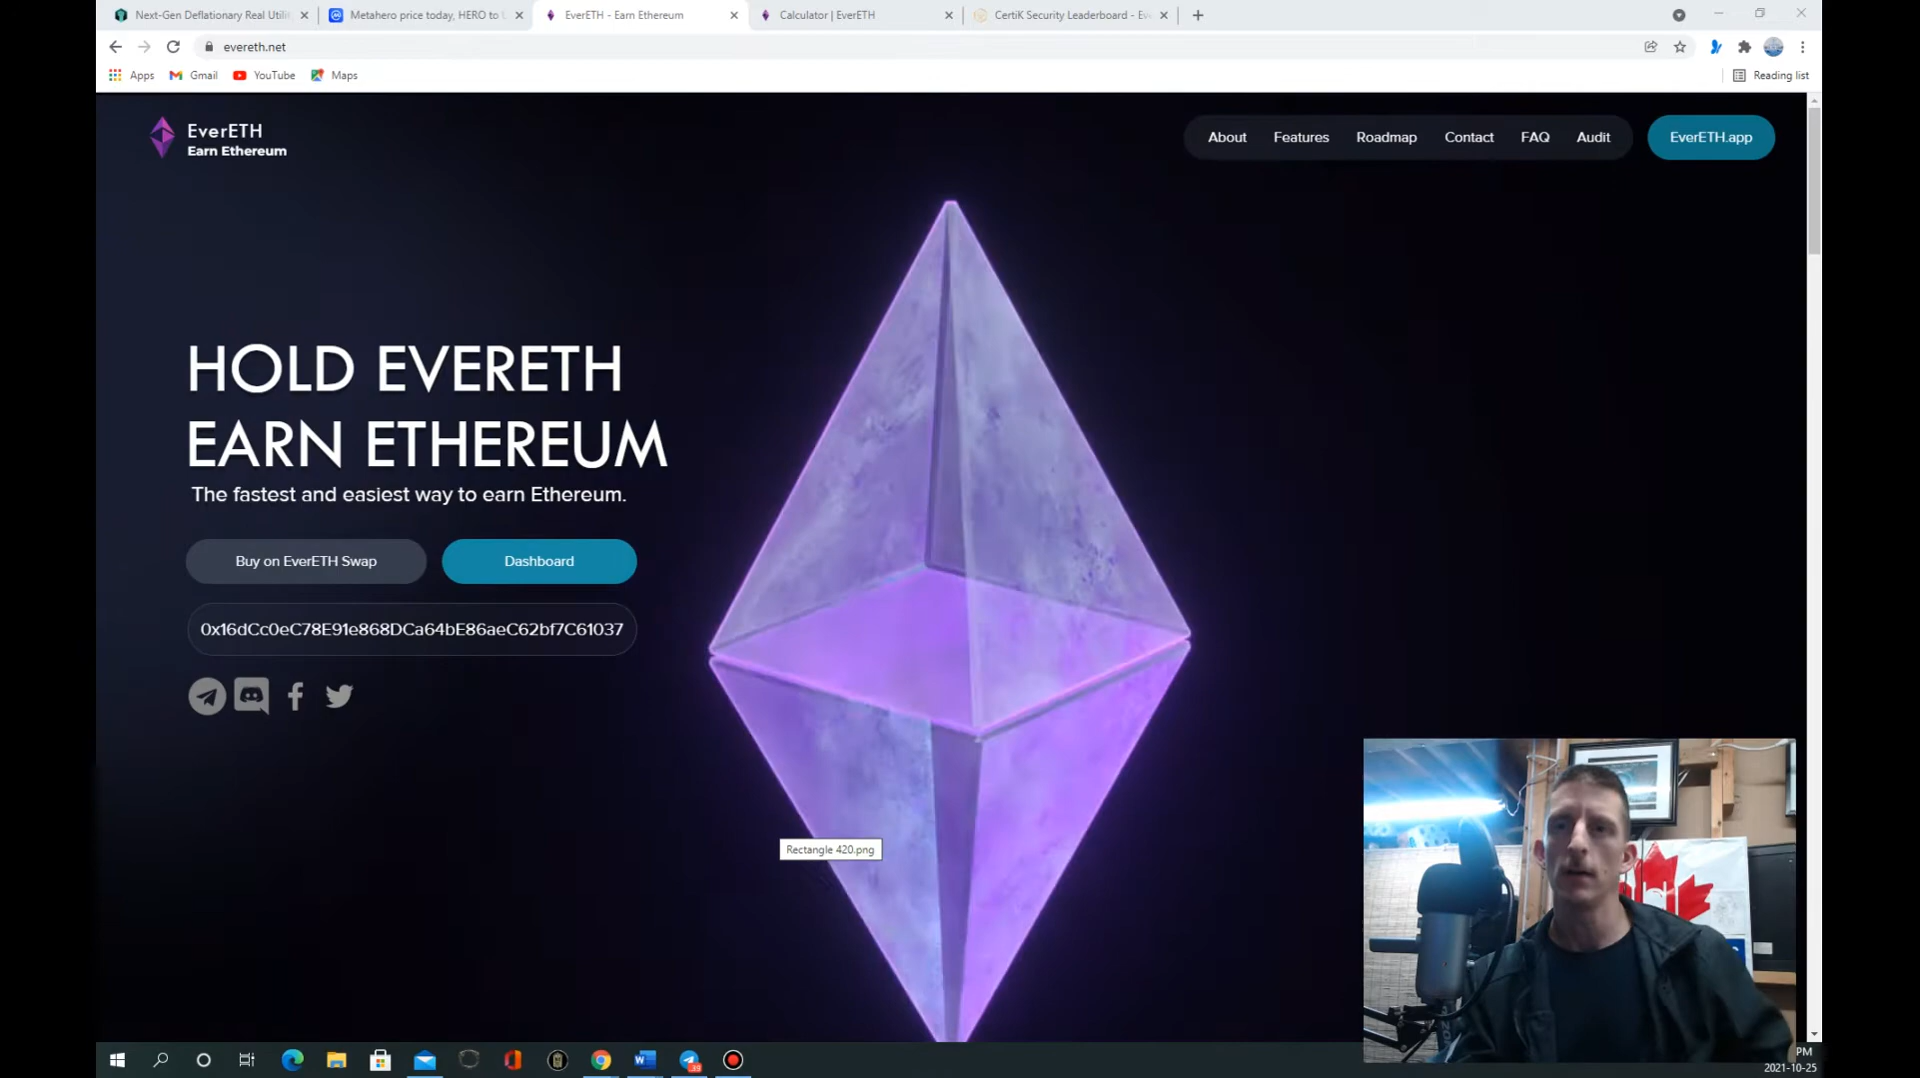 Next-Gen Deflationary Real Utilit
Metahero price today, HERO to U
EverETH - Earn Ethereum
Calculator | EverETH
CertiK Security Leaderboard - Eve
evereth.net
Apps
Gmail
YouTube
Maps
Reading list
EverETH
Earn Ethereum
About
Features
Roadmap
Contact
FAQ
Audit
EverETH.app
HOLD EVERETH
EARN ETHEREUM
The fastest and easiest way to earn Ethereum.
Buy on EverETH Swap
Dashboard
0x16dCc0eC78E91e868DCa64bE86aeC62bf7C61037
Rectangle 420.png
39
PM
2021-10-25